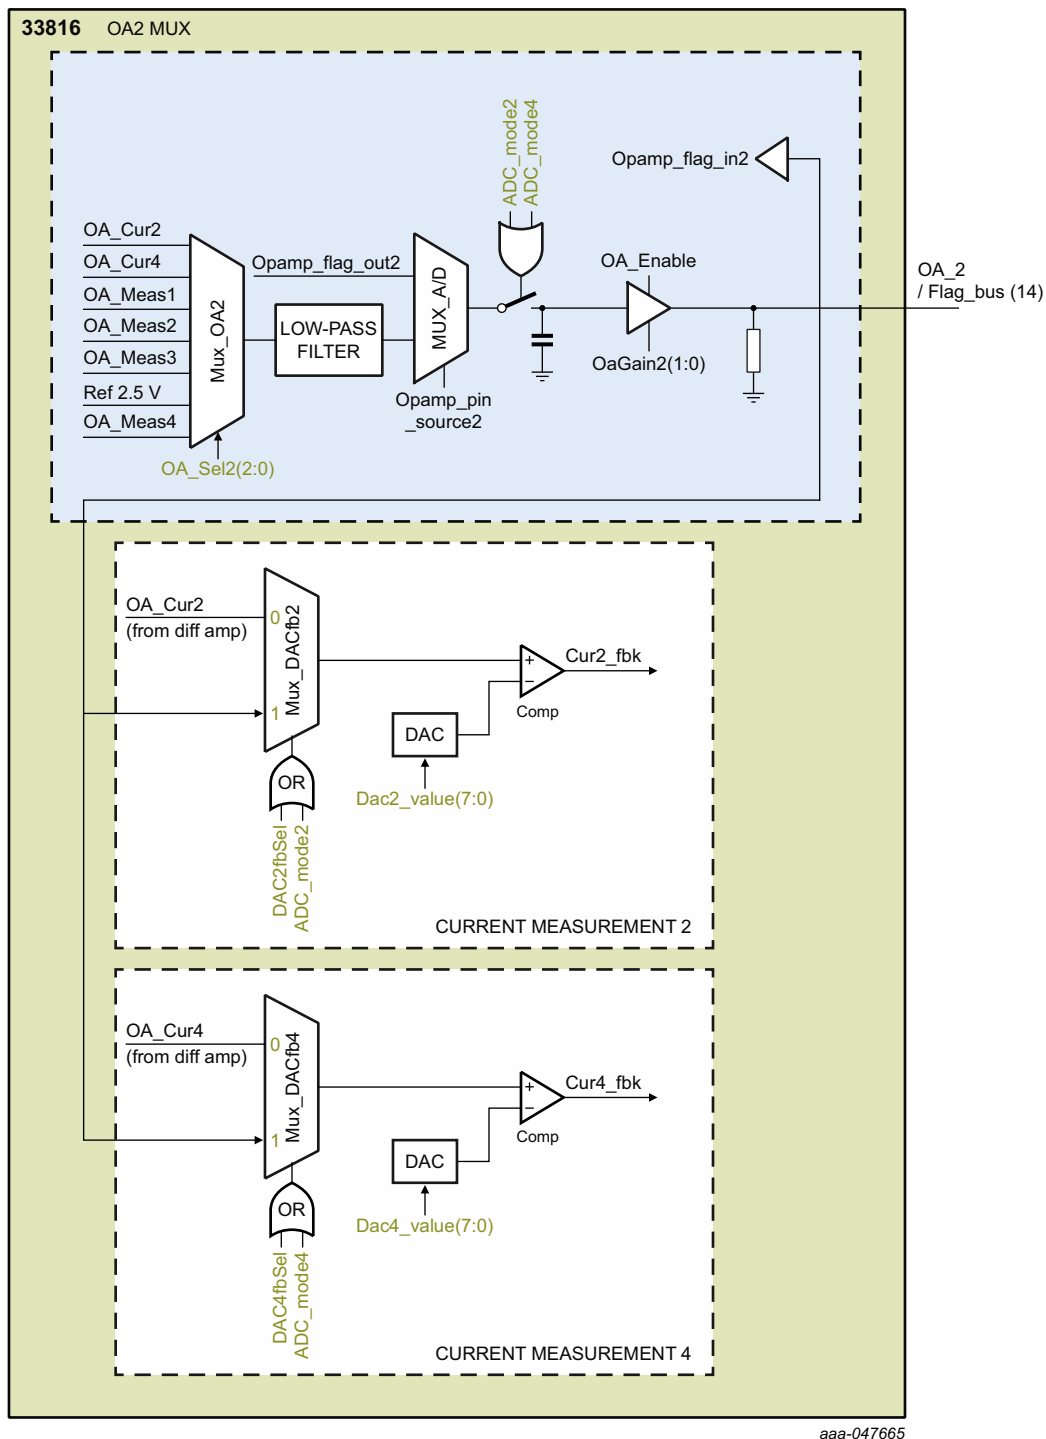 33816 OA2 MUX
ADC_mode2
ADC_mode4
Opamp_flag_in2
OA_Cur2
OA_Cur4
OA_Meas1
OA_Meas2
OA_Meas3
Ref 2.5 V
OA_Meas4
Mux_OA2
OA_Sel2(2:0)
Opamp_flag_out2
LOW-PASS
FILTER
MUX_A/D
Opamp_pin
_source2
OA_Enable
OaGain2(1:0)
OA_2
/ Flag_bus (14)
OA_Cur2
(from diff amp)
0
1
Mux_DACfb2
OR
DAC2fbSel
ADC_mode2
DAC
Dac2_value(7:0)
+
−
Comp
Cur2_fbk
CURRENT MEASUREMENT 2
OA_Cur4
(from diff amp)
0
1
Mux_DACfb4
OR
DAC4fbSel
ADC_mode4
DAC
Dac4_value(7:0)
+
−
Comp
Cur4_fbk
CURRENT MEASUREMENT 4
aaa-047665